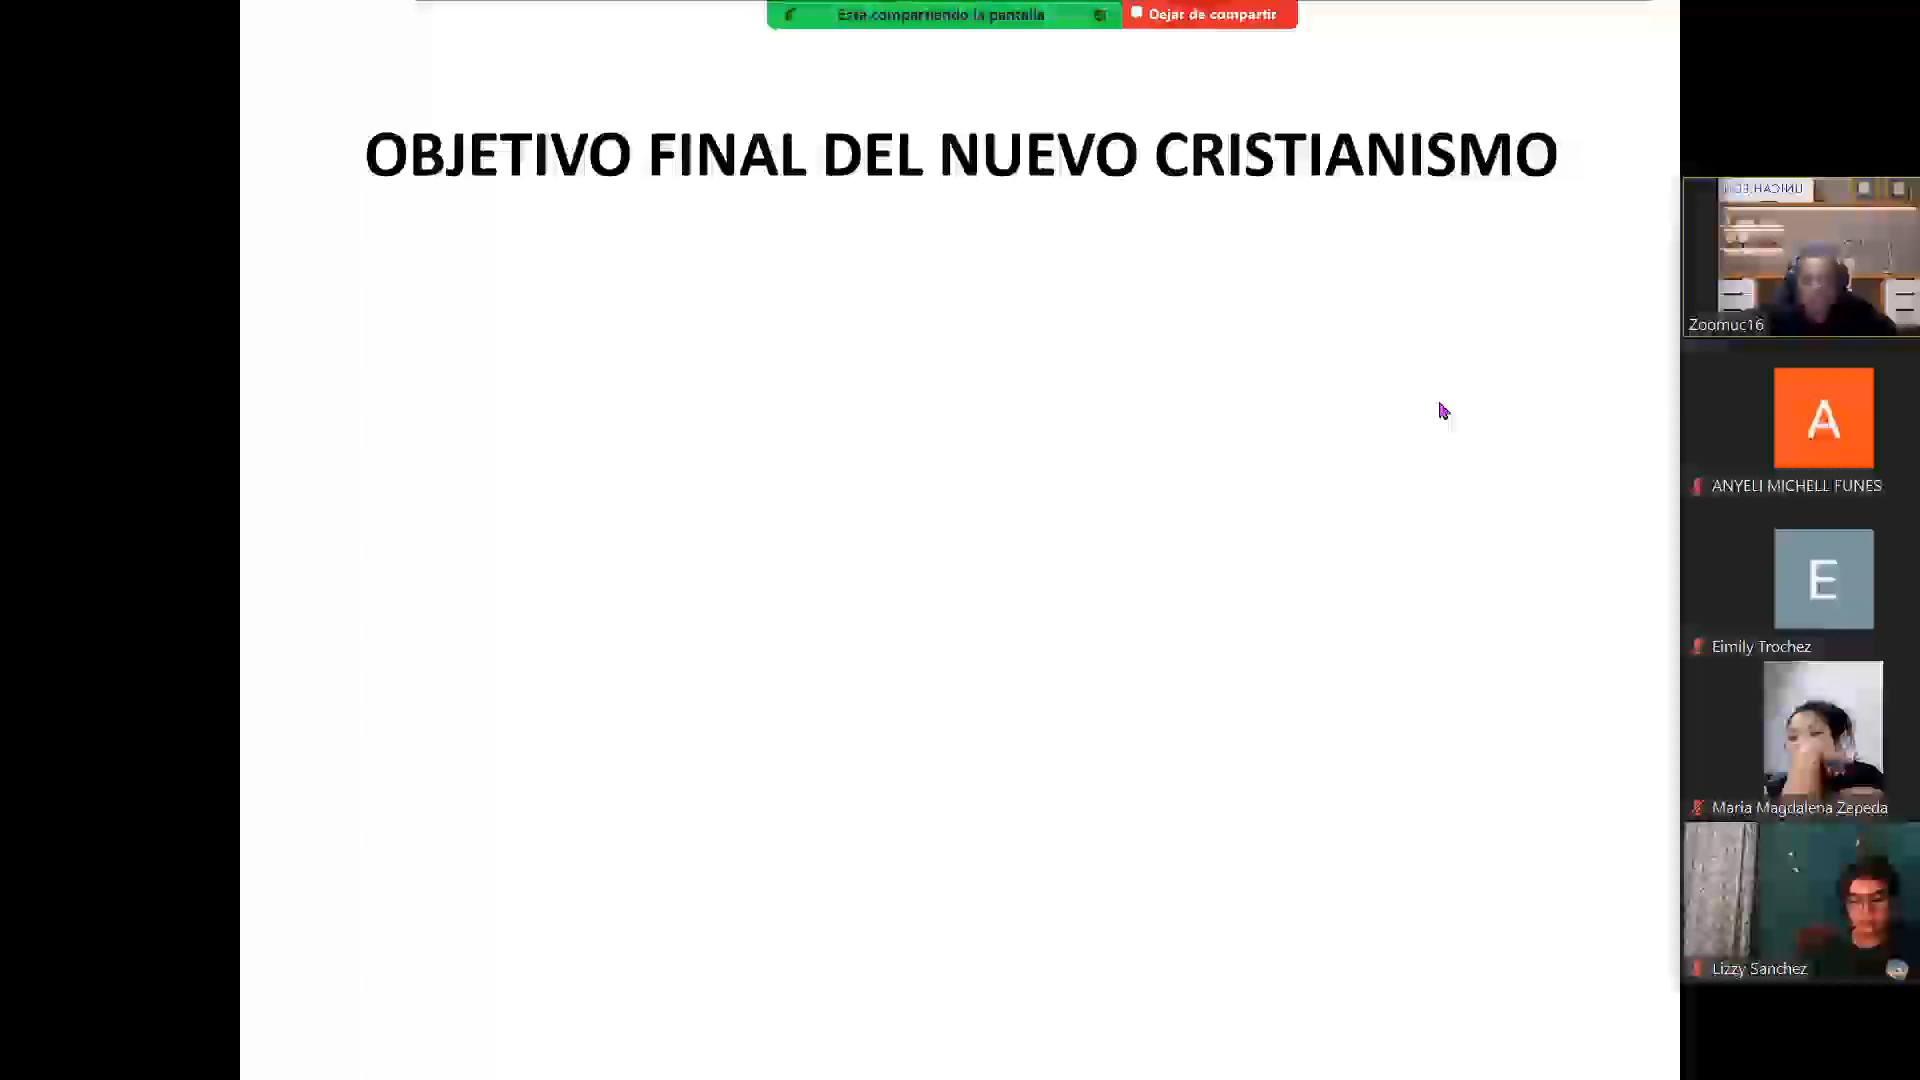 Está compartiendo la pantalla
Dejar de compartir
OBJETIVO FINAL DEL NUEVO CRISTIANISMO
Zoomuc16
A
ANYELI MICHELL FUNES
E
Eimily Trochez
Maria Magdalena Zepeda
Lizzy Sanchez